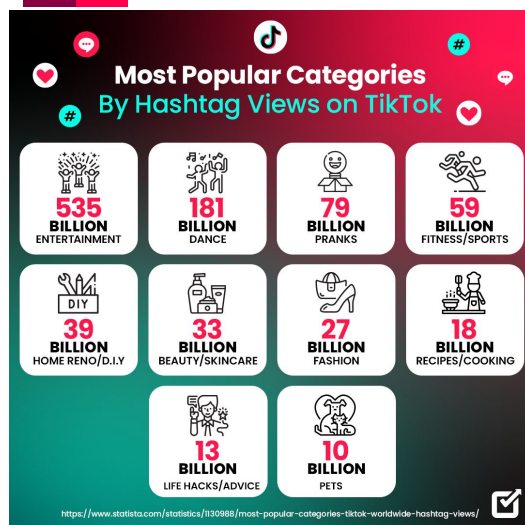 Most Popular Categories
By Hashtag Views on TikTok
535
BILLION
ENTERTAINMENT
181
BILLION
DANCE
79
BILLION
PRANKS
59
BILLION
FITNESS/SPORTS
DIY
39
BILLION
HOME RENO/D.I.Y
33
BILLION
BEAUTY/SKINCARE
27
BILLION
FASHION
18
BILLION
RECIPES/COOKING
13
BILLION
LIFE HACKS/ADVICE
10
BILLION
PETS
https://www.statista.com/statistics/1130988/most-popular-categories-tiktok-worldwide-hashtag-views/